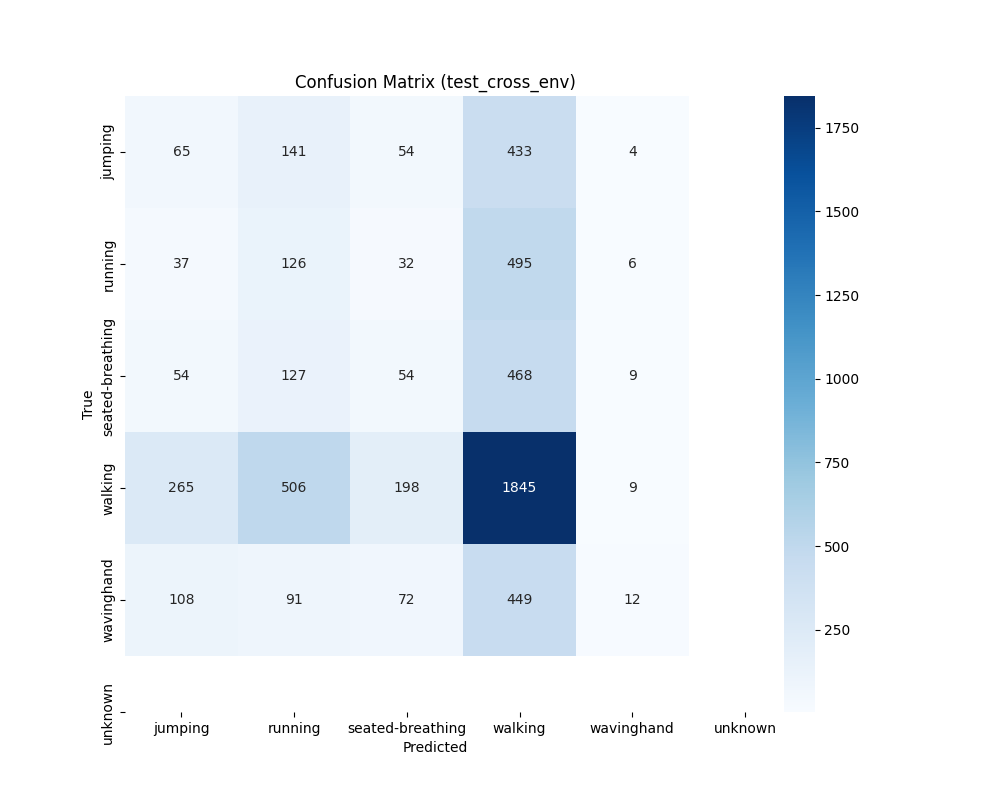 Confusion Matrix (test_cross_env)
True
jumping 65 141 54 433 4
running 37 126 32 495 6
seated-breathing 54 127 54 468 9
walking 265 506 198 1845 9
wavinghand 108 91 72 449 12
unknown
jumping running seated-breathing walking wavinghand unknown
Predicted
1750
1500
1250
1000
750
500
250